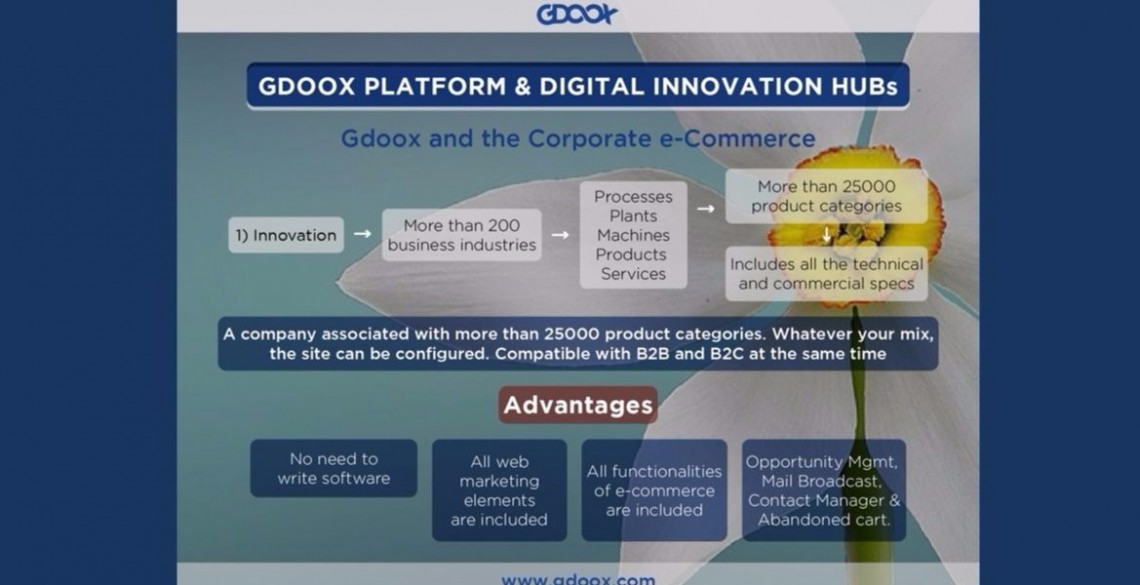 GDOOX
GDOOX PLATFORM & DIGITAL INNOVATION HUBs
Gdoox and the Corporate e-Commerce
1) Innovation
More than 200
business industries
Processes
Plants
Machines
Products
Services
More than 25000
product categories
Includes all the technical
and commercial specs
A company associated with more than 25000 product categories. Whatever your mix,
the site can be configured. Compatible with B2B and B2C at the same time
Advantages
No need to
write software
All web
marketing
elements
are included
All functionalities
of e-commerce
are included
Opportunity Mgmt,
Mail Broadcast,
Contact Manager &
Abandoned cart.
www.gdoox.com